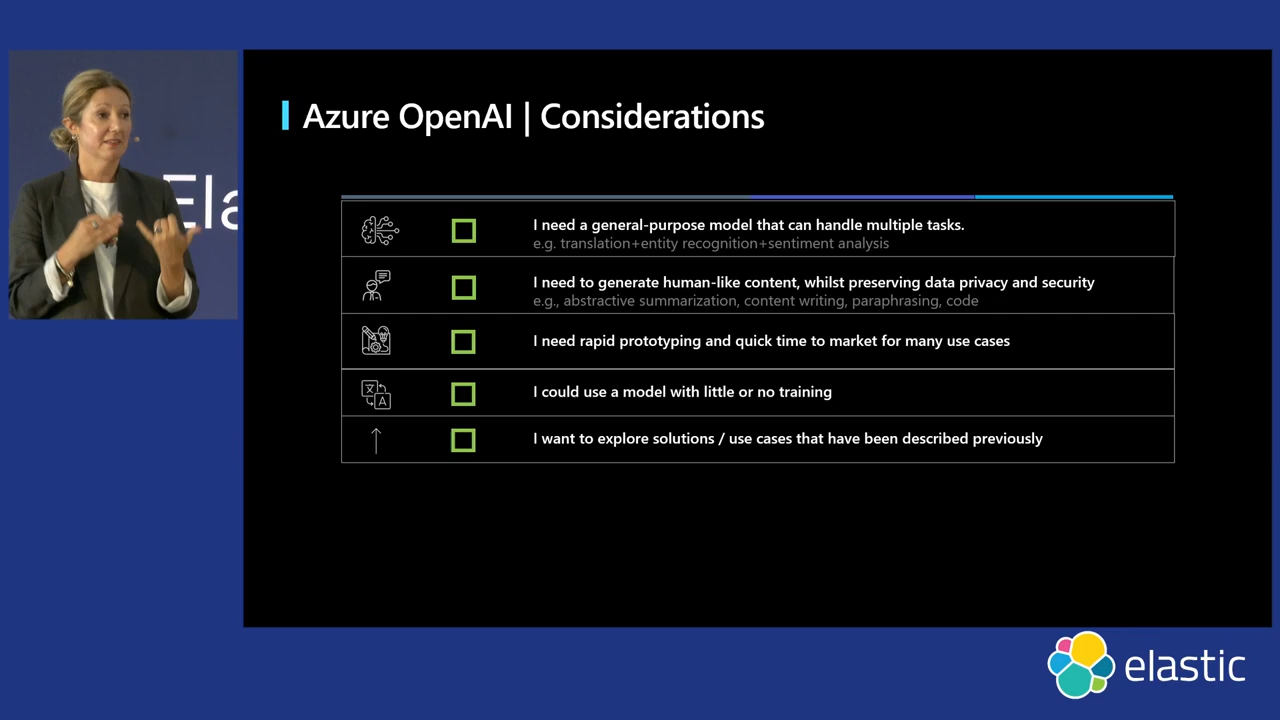 Azure OpenAI | Considerations
Ela
I need a general-purpose model that can handle multiple tasks.
e.g. translation+entity recognition+sentiment analysis
I need to generate human-like content, whilst preserving data privacy and security
e.g., abstractive summarization, content writing, paraphrasing, code
I need rapid prototyping and quick time to market for many use cases
I could use a model with little or no training
A
I want to explore solutions / use cases that have been described previously
elastic